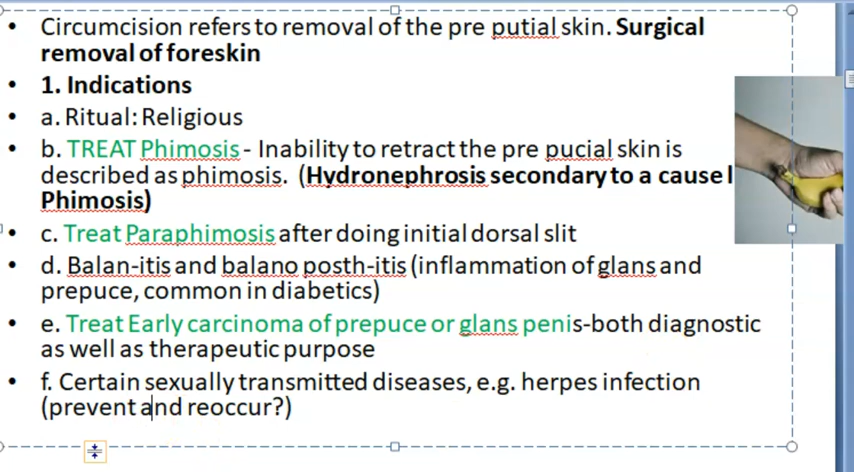 • Circumcision refers to removal of the pre putial skin. Surgical
removal of foreskin
• 1. Indications
• a. Ritual: Religious
• b. TREAT Phimosis - Inability to retract the pre pucial skin is
described as phimosis. (Hydronephrosis secondary to a cause l
Phimosis)
• c. Treat Paraphimosis after doing initial dorsal slit
• d. Balan-itis and balano posth-itis (inflammation of glans and
prepuce, common in diabetics)
• e. Treat Early carcinoma of prepuce or glans penis-both diagnostic
as well as therapeutic purpose
• f. Certain sexually transmitted diseases, e.g. herpes infection
(prevent and reoccur?)